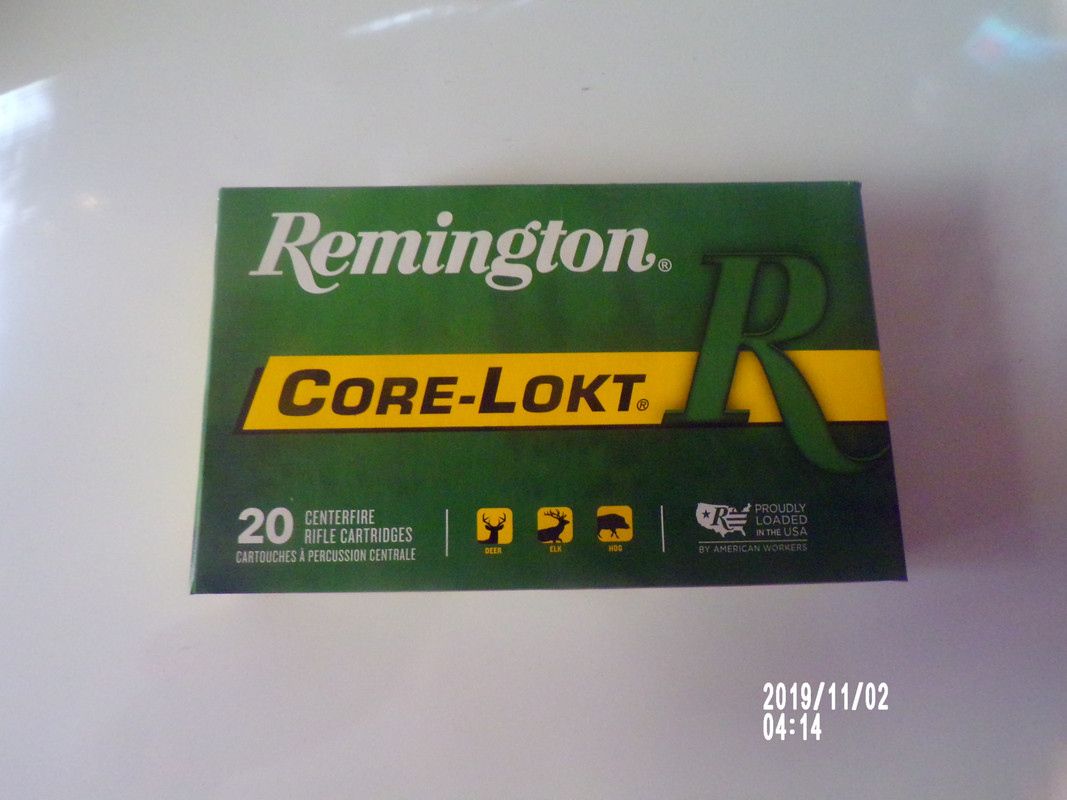 Remington®
CORE-LOKT®
20 CENTERFIRE
RIFLE CARTRIDGES
CARTOUCHES À PERCUSSION CENTRALE
DEER
ELK
HOG
R
PROUDLY
LOADED
IN THE USA
BY AMERICAN WORKERS
R
2019/11/02
04:14